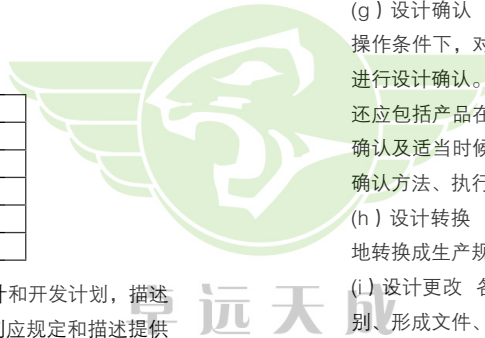 计和开发计划，描述
应规定和描述提供
(g）设计确认
操作条件下，对
进行设计确认。
还应包括产品在
确认及适当时候
确认方法、执行
(h）设计转换
地转换成生产规
(i）设计更改 各
别、形成文件、
卓远天成